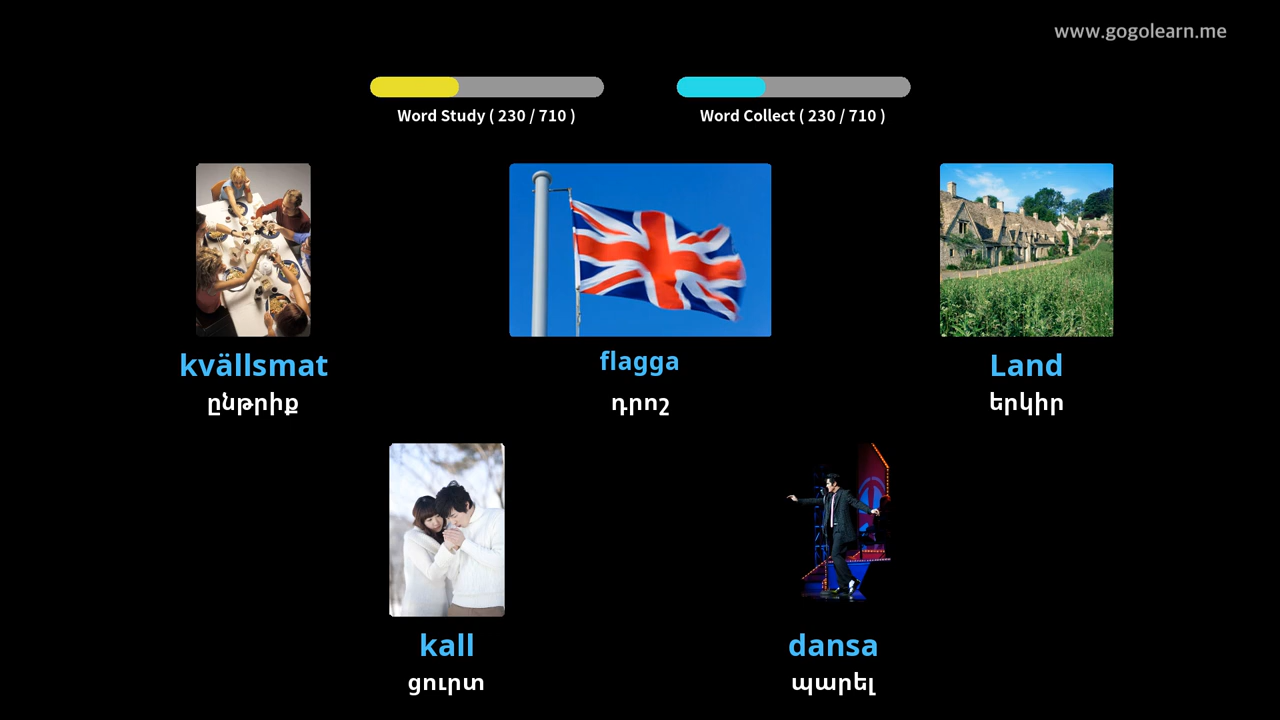 www.gogolearn.me
Word Study ( 230 / 710 )
Word Collect ( 230 / 710 )
kvällsmat
ընթրիք
flagga
դրոշ
Land
երկիր
kall
ցուրտ
dansa
պարել